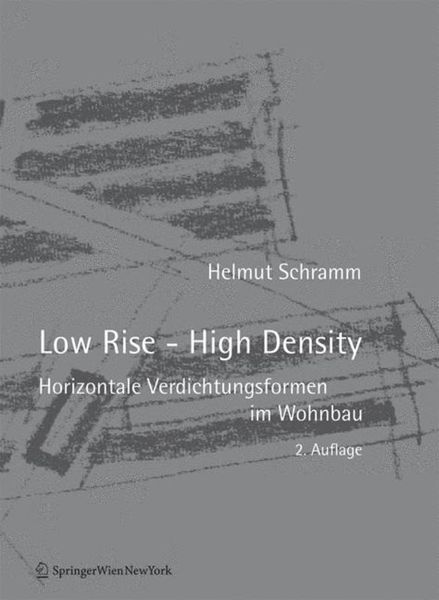 Helmut Schramm
Low Rise - High Density
Horizontale Verdichtungsformen
im Wohnbau
2. Auflage
SpringerWienNewYork